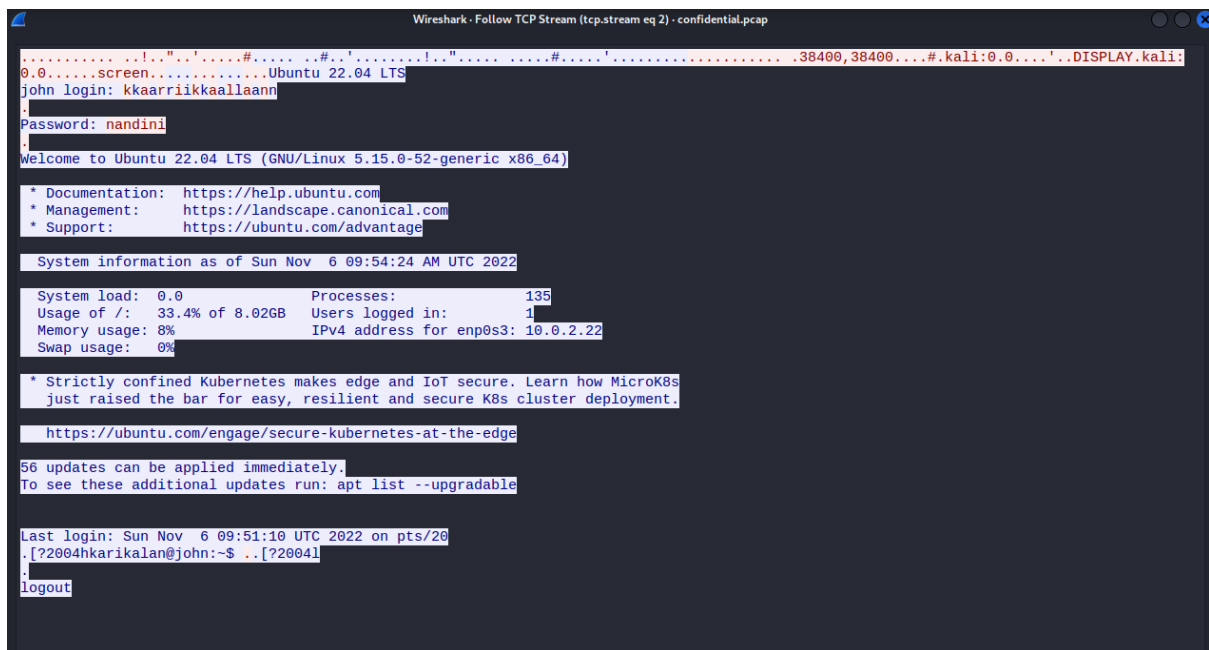 Wireshark · Follow TCP Stream (tcp.stream eq 2) · confidential.pcap
........... ..!.."..'.....#..... ..#..'........!.."..... .....#.....'.................... .38400,38400....#.kali:0.0....'..DISPLAY.kali:
0.0......screen..............Ubuntu 22.04 LTS
john login: kkaarriikkaallaann
.
Password: nandini
.
Welcome to Ubuntu 22.04 LTS (GNU/Linux 5.15.0-52-generic x86_64)
* Documentation:  https://help.ubuntu.com
* Management:     https://landscape.canonical.com
* Support:        https://ubuntu.com/advantage
System information as of Sun Nov  6 09:54:24 AM UTC 2022
System load:  0.0               Processes:               135
Usage of /:   33.4% of 8.02GB   Users logged in:         1
Memory usage: 8%                IPv4 address for enp0s3: 10.0.2.22
Swap usage:   0%
* Strictly confined Kubernetes makes edge and IoT secure. Learn how MicroK8s
just raised the bar for easy, resilient and secure K8s cluster deployment.
https://ubuntu.com/engage/secure-kubernetes-at-the-edge
56 updates can be applied immediately.
To see these additional updates run: apt list --upgradable
Last login: Sun Nov  6 09:51:10 UTC 2022 on pts/20
.[?2004hkarikalan@john:~$ ..[?2004l
.
logout